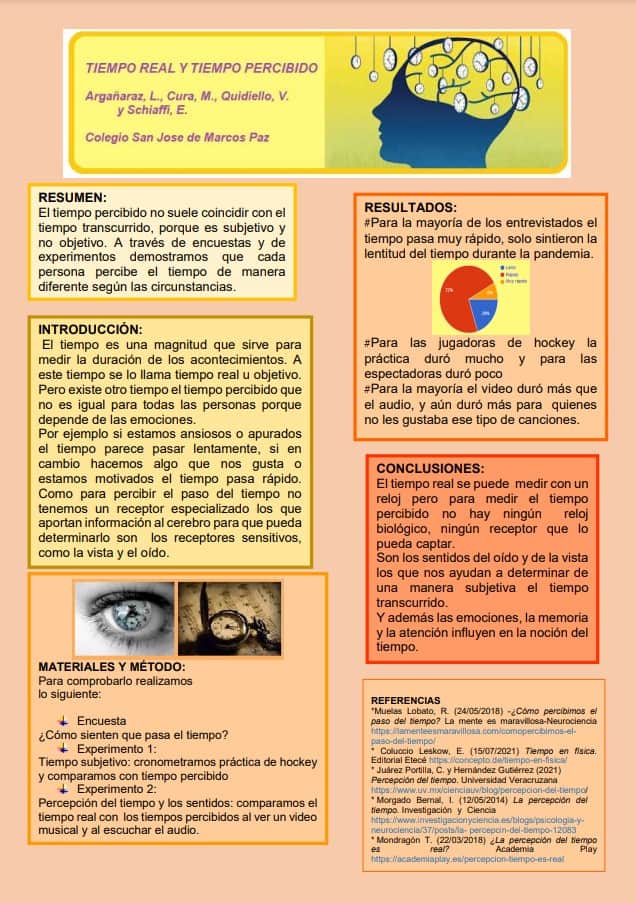 TIEMPO REAL Y TIEMPO PERCIBIDO
Argañaraz, L., Cura, M., Quidiello, V.
y Schiaffi, E.
Colegio San Jose de Marcos Paz
RESUMEN:
El tiempo percibido no suele coincidir con el
tiempo transcurrido, porque es subjetivo y
no objetivo. A través de encuestas y de
experimentos demostramos que cada
persona percibe el tiempo de manera
diferente según las circunstancias.
INTRODUCCIÓN:
El tiempo es una magnitud que sirve para
medir la duración de los acontecimientos. A
este tiempo se lo llama tiempo real u objetivo.
Pero existe otro tiempo el tiempo percibido que
no es igual para todas las personas porque
depende de las emociones.
Por ejemplo si estamos ansiosos o apurados
el tiempo parece pasar lentamente, si en
cambio hacemos algo que nos gusta o
estamos motivados el tiempo pasa rápido.
Como para percibir el paso del tiempo no
tenemos un receptor especializado los que
aportan información al cerebro para que pueda
determinarlo son los receptores sensitivos,
como la vista y el oído.
MATERIALES Y MÉTODO:
Para comprobarlo realizamos
lo siguiente:
Encuesta
¿Cómo sienten que pasa el tiempo?
Experimento 1:
Tiempo subjetivo: cronometramos práctica de hockey
y comparamos con tiempo percibido
Experimento 2:
Percepción del tiempo y los sentidos: comparamos el
tiempo real con los tiempos percibidos al ver un video
musical y al escuchar el audio.
RESULTADOS:
#Para la mayoría de los entrevistados el
tiempo pasa muy rápido, solo sintieron la
lentitud del tiempo durante la pandemia.
#Para las jugadoras de hockey la
práctica duró mucho y para las
espectadoras duró poco
#Para la mayoría el video duró más que
el audio, y aún duró más para quienes
no les gustaba ese tipo de canciones.
CONCLUSIONES:
El tiempo real se puede medir con un
reloj pero para medir el tiempo
percibido no hay ningún reloj
biológico, ningún receptor que lo
pueda captar.
Son los sentidos del oído y de la vista
los que nos ayudan a determinar de
una manera subjetiva el tiempo
transcurrido.
Y además las emociones, la memoria
y la atención influyen en la noción del
tiempo.
REFERENCIAS
*Muelas Lobato, R. (24/05/2018) -¿Cómo percibimos el
paso del tiempo? La mente es maravillosa-Neurociencia
https://lamenteesmaravillosa.com/comopercibimos-el-
paso-del-tiempo/
* Coluccio Leskow, E. (15/07/2021) Tiempo en física.
Editorial Etecé https://concepto.de/tiempo-en-fisica/
* Juárez Portilla, C. y Hernández Gutiérrez (2021)
Percepción del tiempo. Universidad Veracruzana
https://www.uv.mx/cienciauv/blog/percepcion-del-tiempo/
* Morgado Bernal, I. (12/05/2014) La percepción del
tiempo. Investigación y Ciencia
https://www.investigacionyciencia.es/blogs/psicologia-y-
neurociencia/37/posts/la- percepcin-del-tiempo-12083
* Mondragón T. (22/03/2018) ¿La percepción del tiempo
es real? Academia Play
https://academiaplay.es/percepcion-tiempo-es-real